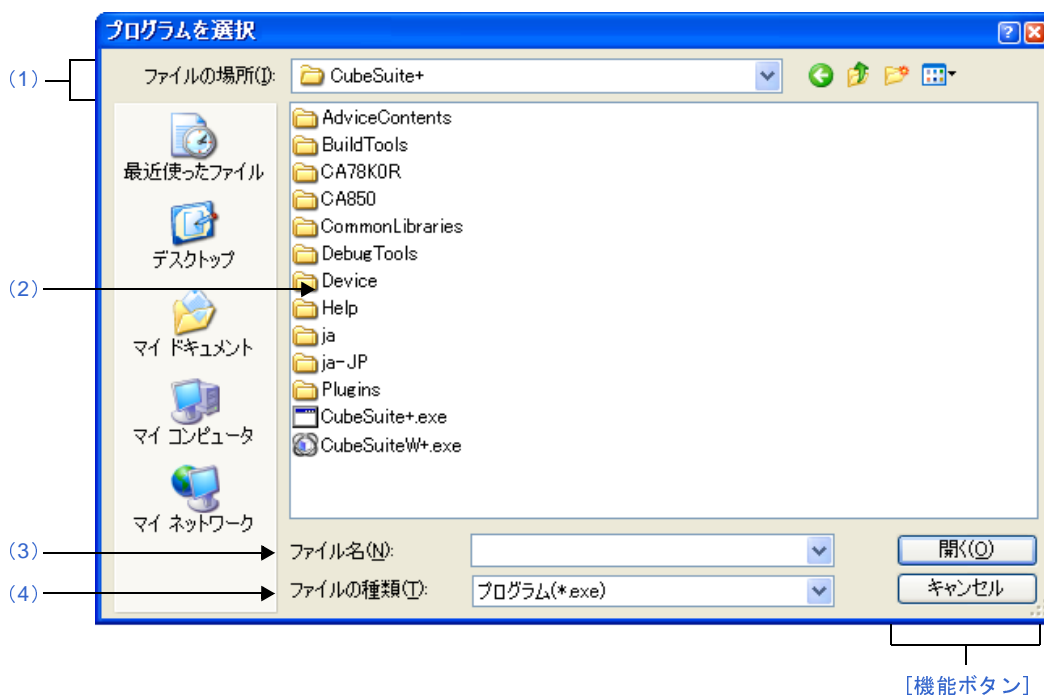 プログラムを選択
(1)
ファイルの場所(I):
CubeSuite+
最近使ったファイル
デスクトップ
マイ ドキュメント
マイ コンピュータ
マイ ネットワーク
(2)
AdviceContents
BuildTools
CA78K0R
CA850
CommonLibraries
DebugTools
Device
Help
ja
ja-JP
Plugins
CubeSuite+.exe
CubeSuiteW+.exe
(3)
ファイル名(N):
開く(O)
(4)
ファイルの種類(T):
プログラム(*.exe)
キャンセル
[機能ボタン]